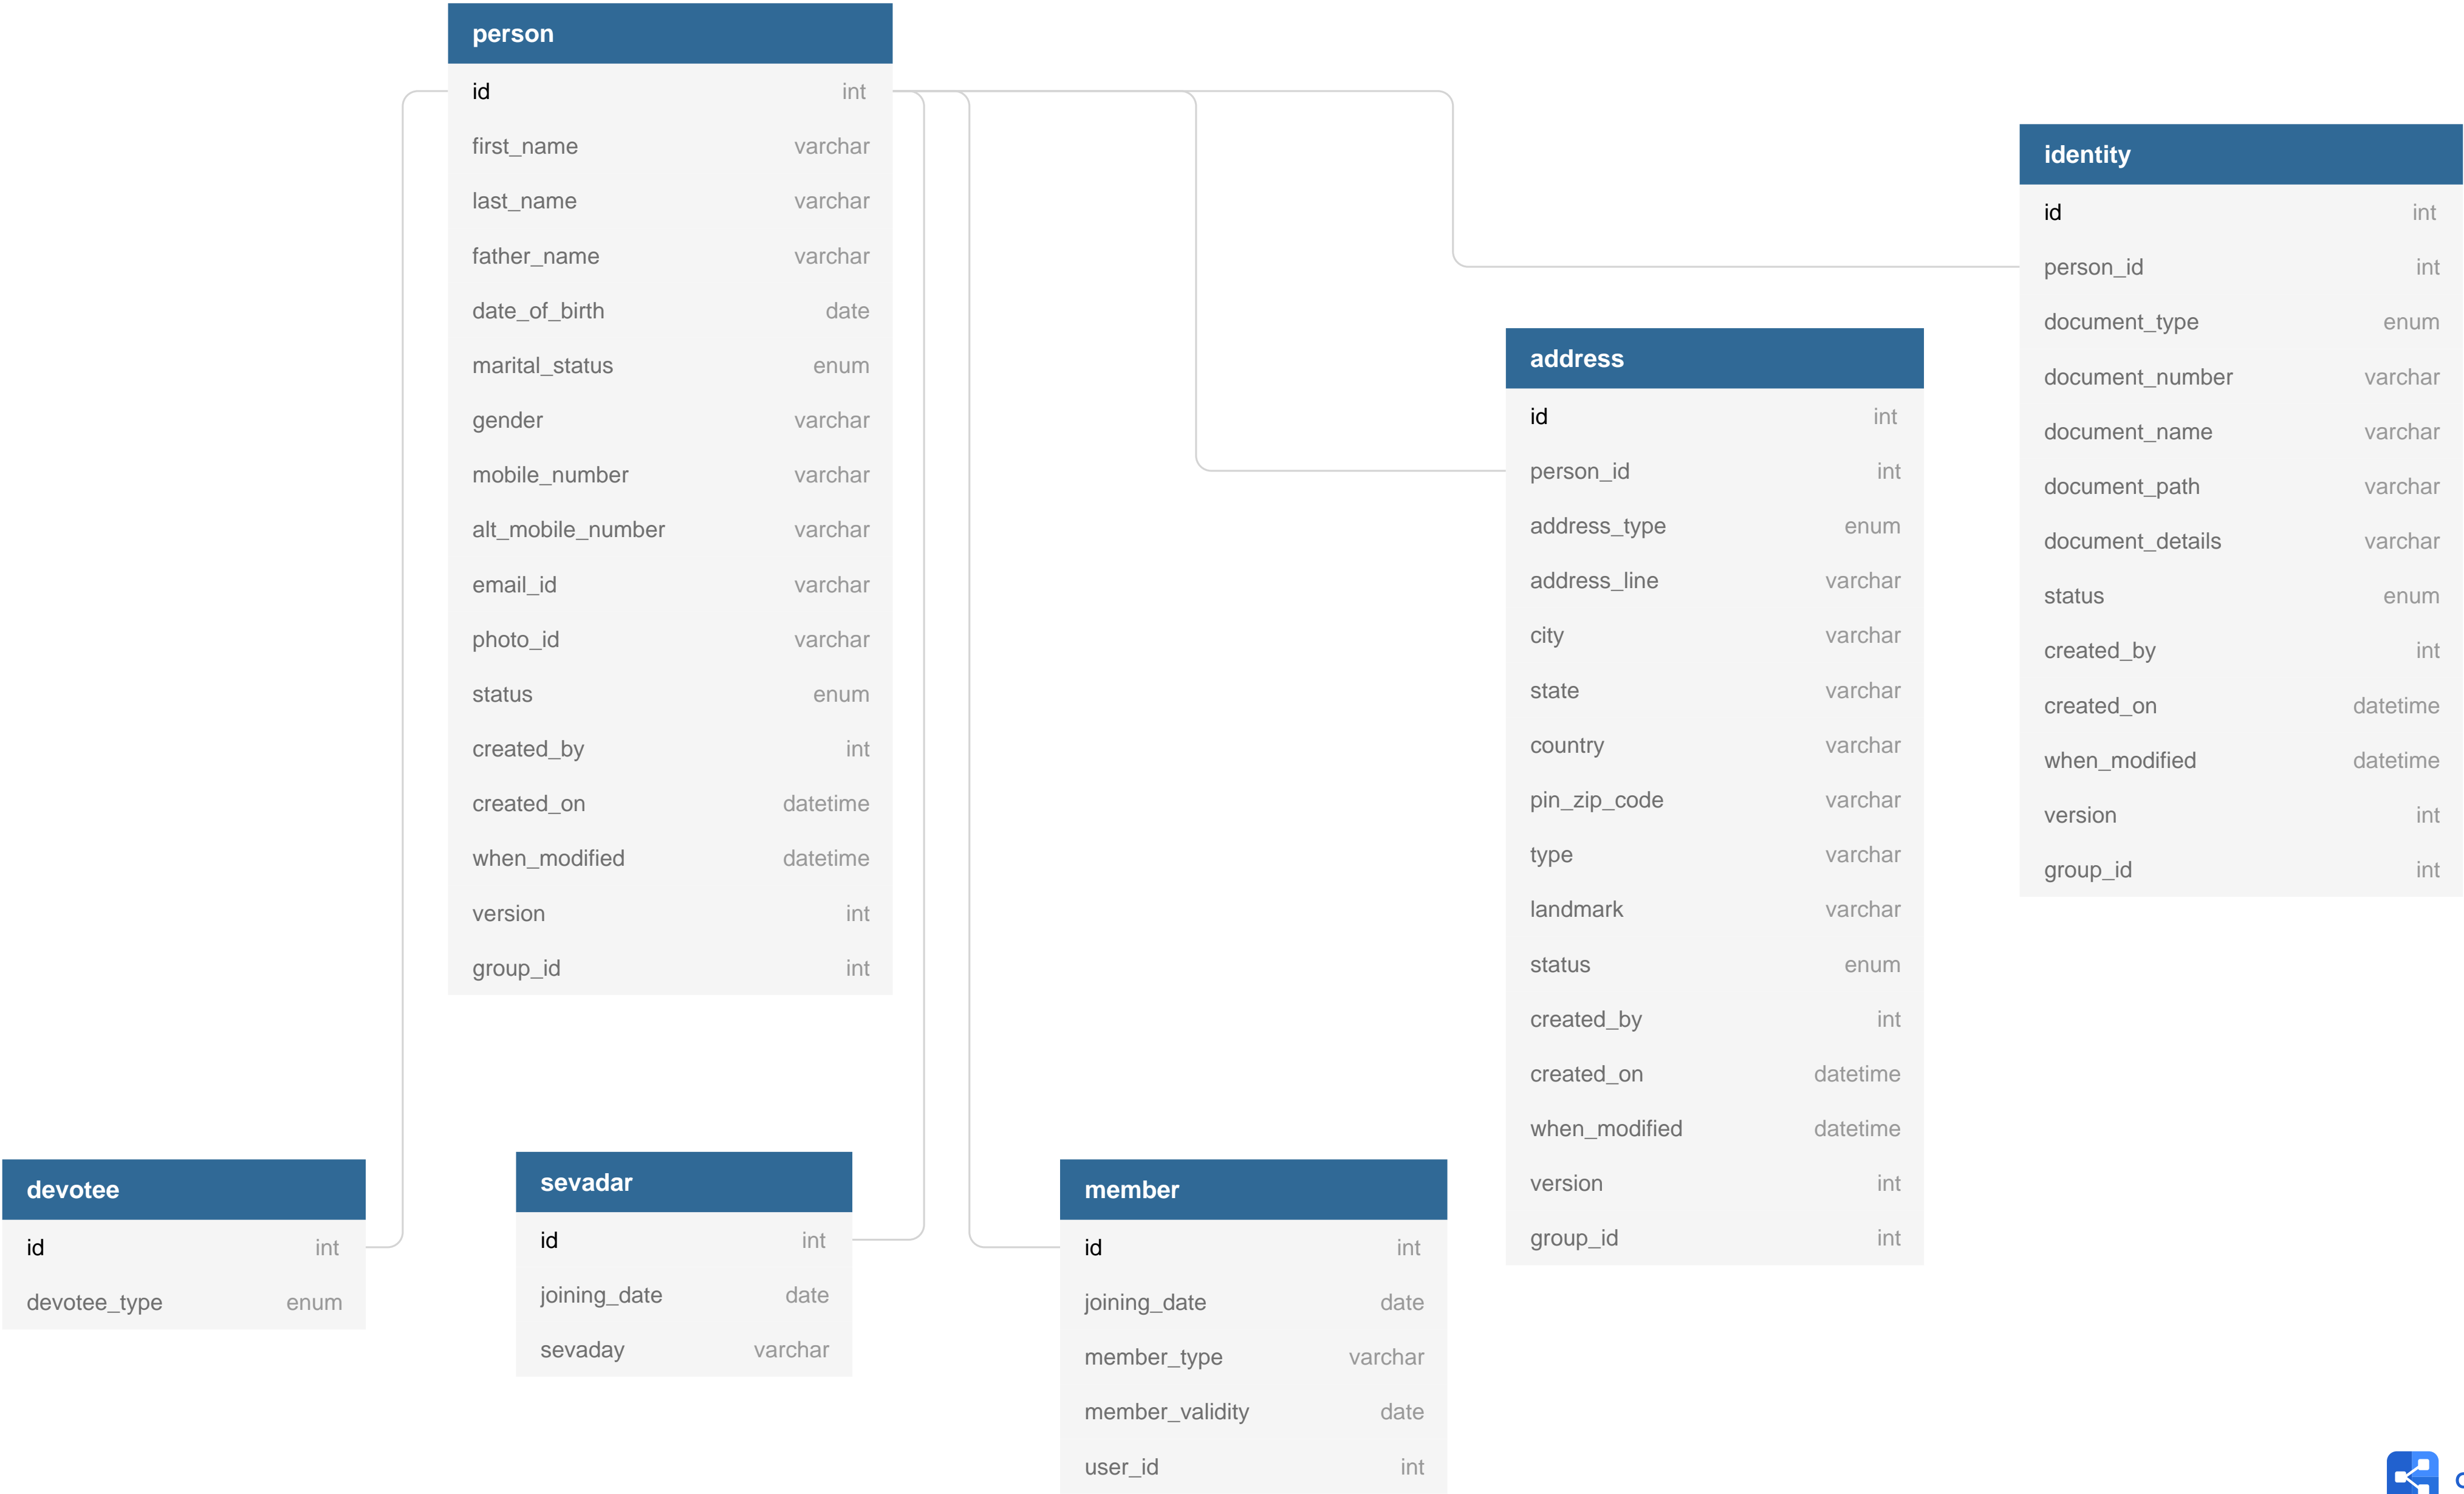 person
id int
first_name varchar
last_name varchar
father_name varchar
date_of_birth date
marital_status enum
gender varchar
mobile_number varchar
alt_mobile_number varchar
email_id varchar
photo_id varchar
status enum
created_by int
created_on datetime
when_modified datetime
version int
group_id int
identity
id int
person_id int
document_type enum
document_number varchar
document_name varchar
document_path varchar
document_details varchar
status enum
created_by int
created_on datetime
when_modified datetime
version int
group_id int
address
id int
person_id int
address_type enum
address_line varchar
city varchar
state varchar
country varchar
pin_zip_code varchar
type varchar
landmark varchar
status enum
created_by int
created_on datetime
when_modified datetime
version int
group_id int
devotee
id int
devotee_type enum
sevadar
id int
joining_date date
sevaday varchar
member
id int
joining_date date
member_type varchar
member_validity date
user_id int